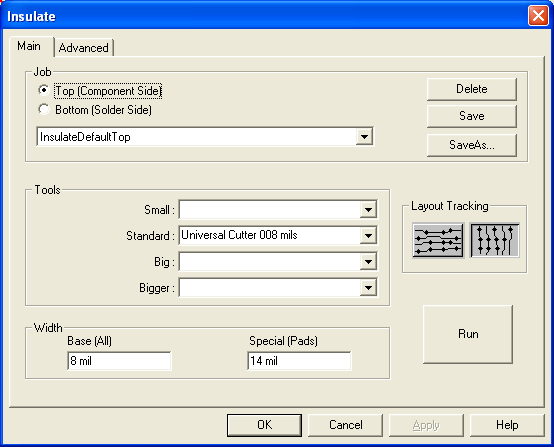 Insulate
Main
Advanced
Job
Top (Component Side)
Bottom (Solder Side)
InsulateDefaultTop
Delete
Save
SaveAs...
Tools
Small :
Standard : Universal Cutter 008 mils
Big :
Bigger :
Layout Tracking
Width
Base (All)
Special (Pads)
8 mil
14 mil
Run
OK
Cancel
Apply
Help